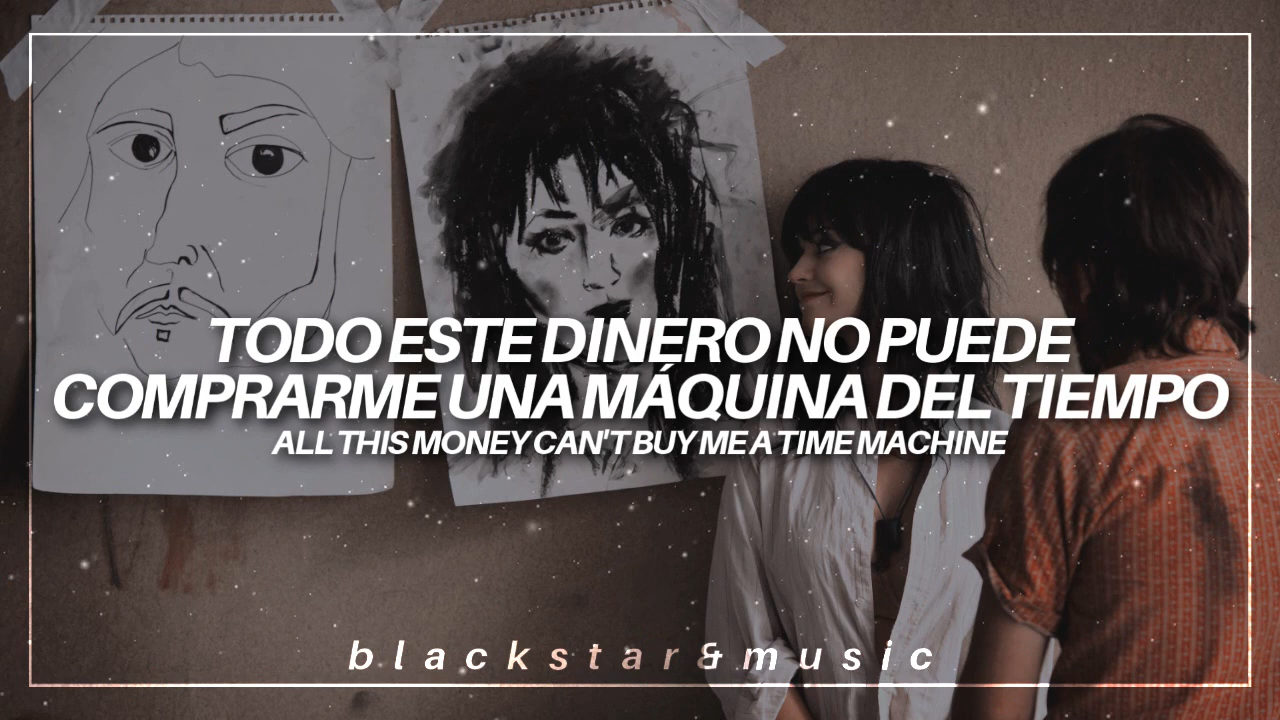 TODO ESTE DINERO NO PUEDE
COMPRARME UNA MÁQUINA DEL TIEMPO
ALL THIS MONEY CAN'T BUY ME A TIME MACHINE
blackstar&music